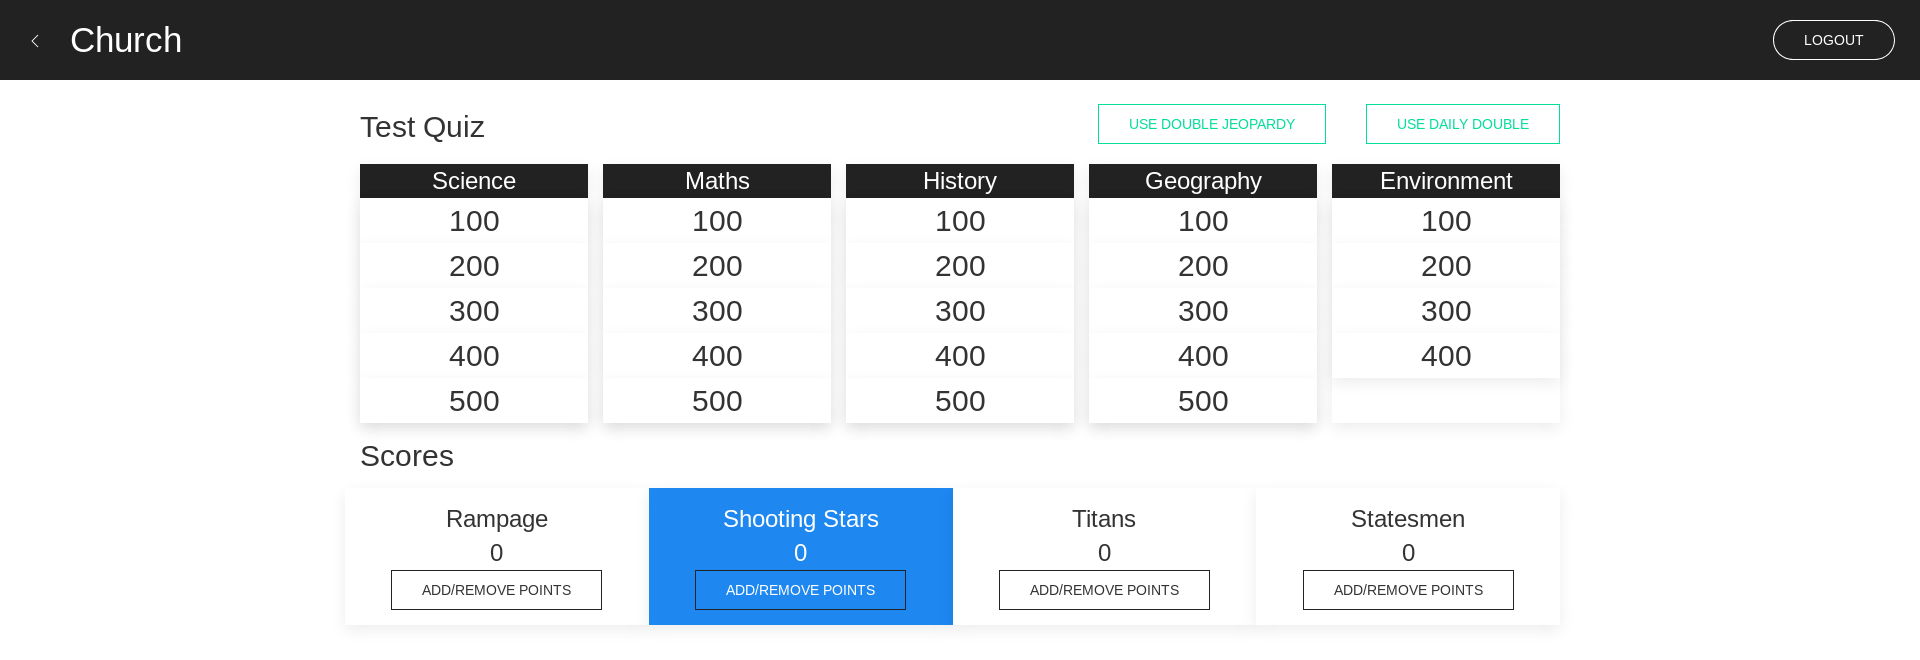 Church
LOGOUT
Test Quiz
USE DOUBLE JEOPARDY
USE DAILY DOUBLE
Science Maths History Geography Environment
100 100 100 100 100
200 200 200 200 200
300 300 300 300 300
400 400 400 400 400
500 500 500 500
Scores
Rampage Shooting Stars Titans Statesmen
0 0 0 0
ADD/REMOVE POINTS ADD/REMOVE POINTS ADD/REMOVE POINTS ADD/REMOVE POINTS